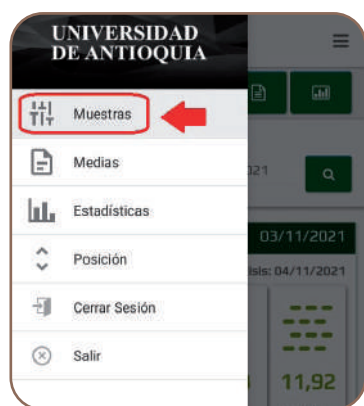 UNIVERSIDAD
DE ANTIOQUIA
Muestras
Medias
021
Estadísticas
03/11/2021
Posición
isis: 04/11/2021
Cerrar Sesión
Salir
11,92